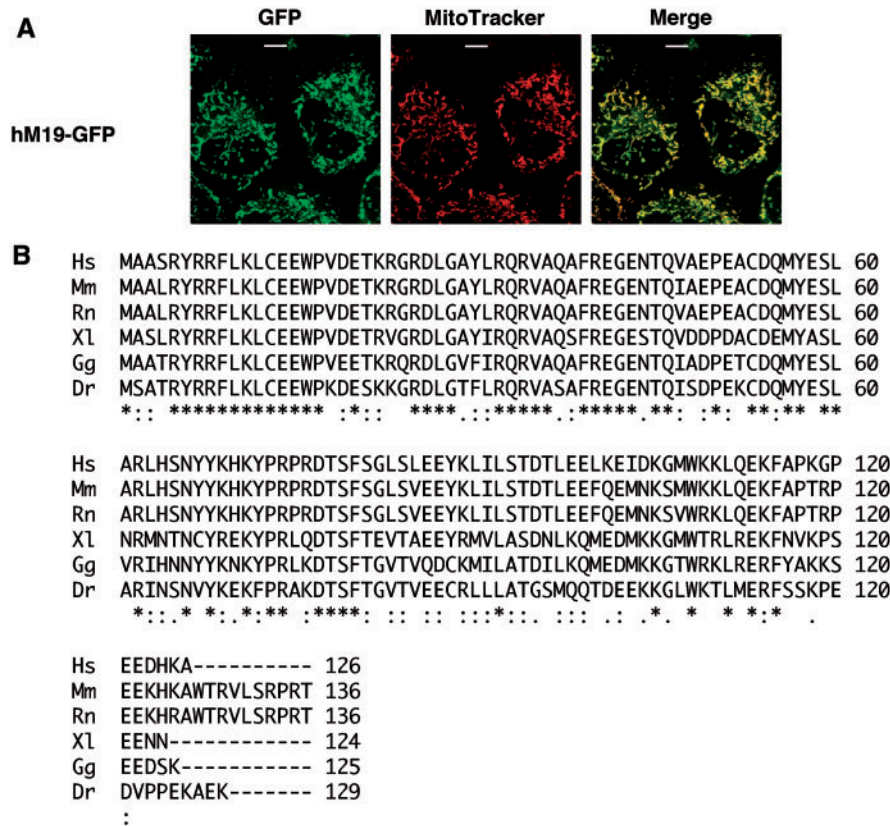 A
GFP MitoTracker Merge
hM19-GFP
B
Hs MAASRYRRFLKLCEEWPVDETKRGRDLGAYLRQRVAQAFREGENTQVAEPEACDQMYESL 60
Mm MAALRYRRFLKLCEEWPVDETKRGRDLGAYLRQRVAQAFREGENTQIAEPEACDQMYESL 60
Rn MAALRYRRFLKLCEEWPVDETKRGRDLGAYLRQRVAQAFREGENTQVAEPEACDQMYESL 60
Xl MASLRYRRFLKLCEEWPVDETRVGRDLGAYIRQRVAQSFREGESTQVDDPDACDEMYASL 60
Gg MAATRYRRFLKLCEEWPVEETKRQRDLGVFIRQRVAQAFREGENTQIADPETCDQMYESL 60
Dr MSATRYRRFLKLCEEWPKDESKKGRDLGTFLRQRVASAFREGENTQISDPEKCDQMYESL 60
*:: ************* :*:: ****.::*****.:*****.**: :*: **:** **
Hs ARLHSNYYKHKYPRPRDTSFSGLSLEEYKLILSTDTLEELKEIDKGMWKKLQEKFAPKGP 120
Mm ARLHSNYYKHKYPRPRDTSFSGLSVEEYKLILSTDTLEEFQEMNKSMWKKLQEKFAPTRP 120
Rn ARLHSNYYKHKYPRPRDTSFSGLSVEEYKLILSTDTLEEFQEMNKSVWRKLQEKFAPTRP 120
Xl NRMNTNCYREKYPRLQDTSFTEVTAEEYRMVLASDNLKQMEDMKKGMWTRLREKFNVKPS 120
Gg VRIHNNYYKNKYPRLKDTSFTGVTVQDCKMILATDILKQMEDMKKGTWRKLRERFYAKKS 120
Dr ARINSNVYKEKFPRAKDTSFTGVTVEECRLLLATGSMQQTDEEKKGLWKTLMERFSSKPE 120
*::.* *:.*:** :****: :: :: :::*:: ::: .: .*. * * *:* .
Hs EEDHKA---------- 126
Mm EEKHKAWTRVLSRPRT 136
Rn EEKHRAWTRVLSRPRT 136
Xl EENN------------ 124
Gg EEDSK----------- 125
Dr DVPPEKAEK------- 129
: